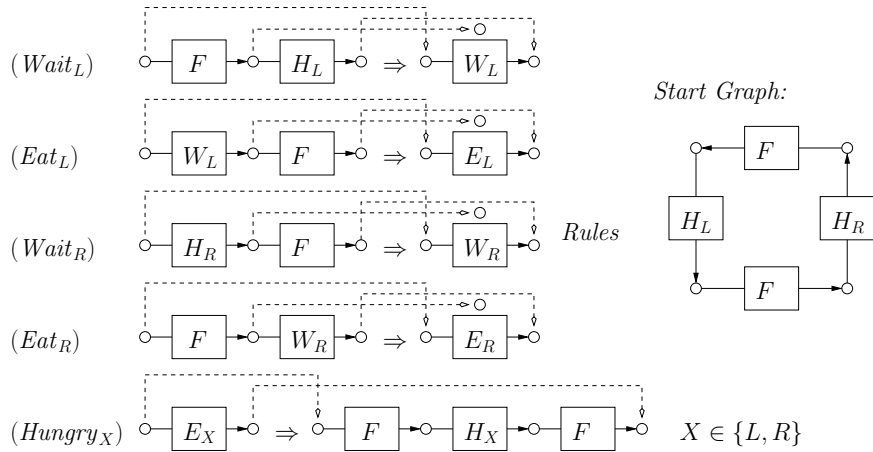 (Wait_L) F H_L ⇒ W_L
Start Graph:
(Eat_L) W_L F ⇒ E_L
F
(Wait_R) H_R F ⇒ W_R Rules H_L H_R
F
(Eat_R) F W_R ⇒ E_R
(Hungry_X) E_X ⇒ F H_X F X ∈ {L, R}